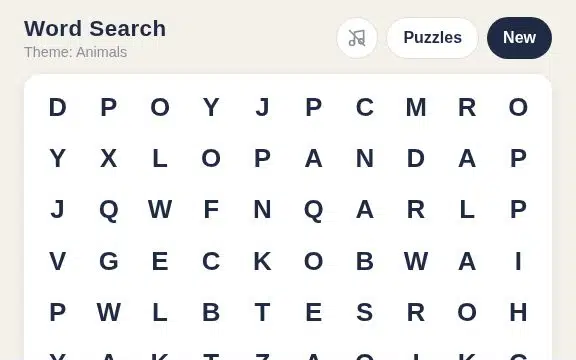 Word Search
Theme: Animals
Puzzles
New
D P O Y J P C M R O
Y X L O P A N D A P
J Q W F N Q A R L P
V G E C K O B W A I
P W L B T E S R O H